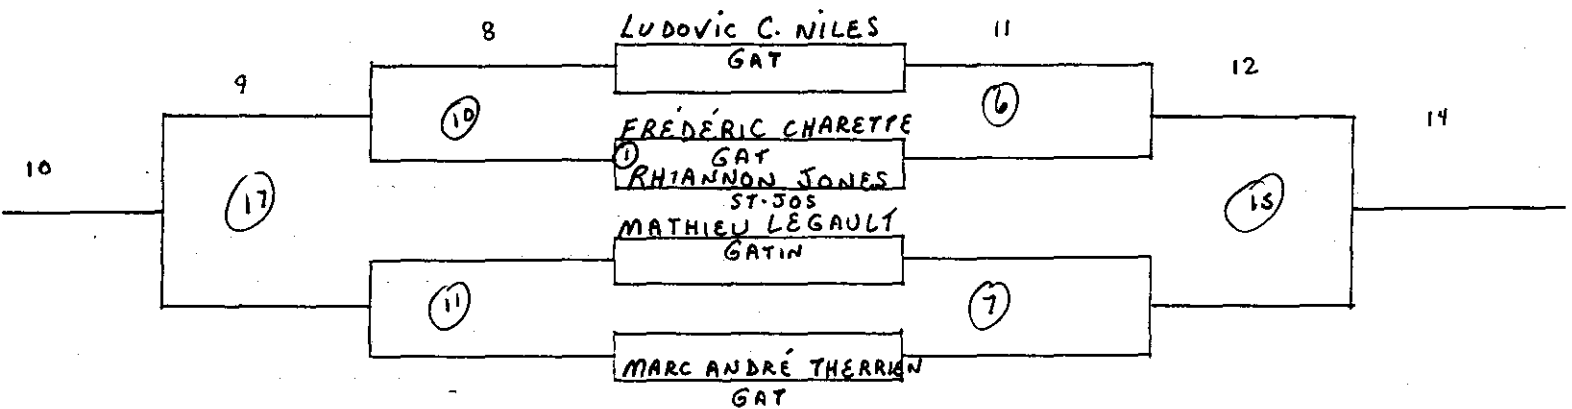 8
LUDOVIC C. NILES
11
GAT
9
12
10
6
14
FRÉDÉRIC CHARETTE
1
GAT
10
RHIANNON JONES
17
ST-JOS
15
MATHIEU LEGAULT
GATIN
11
7
MARC ANDRÉ THERRIEN
GAT